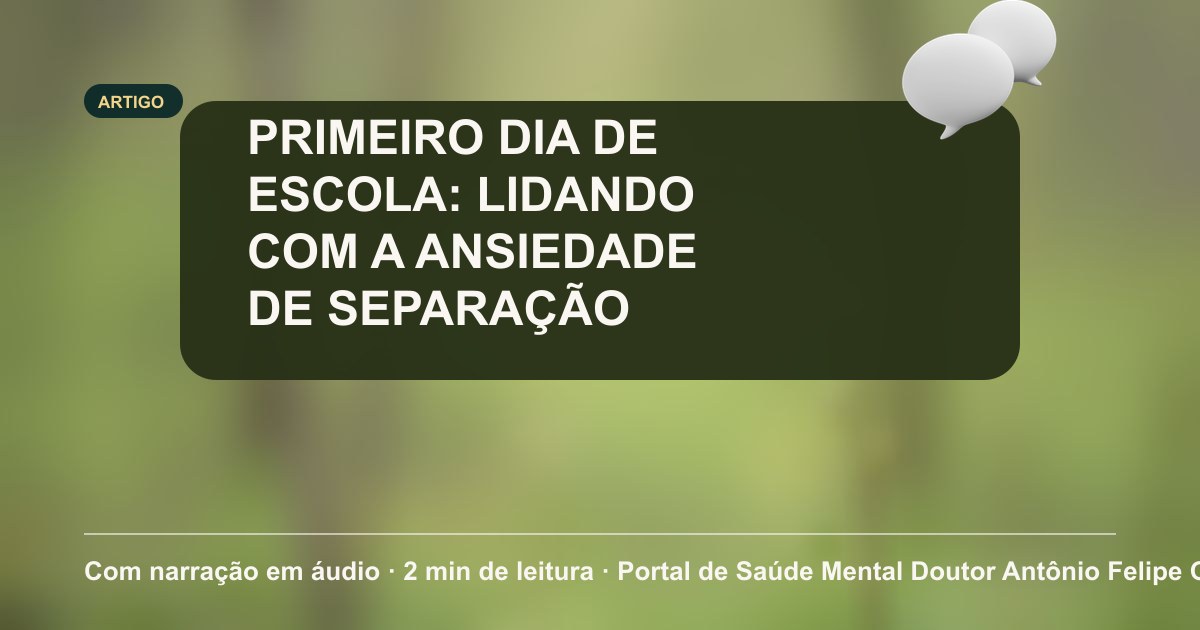 ARTIGO
PRIMEIRO DIA DE
ESCOLA: LIDANDO
COM A ANSIEDADE
DE SEPARAÇÃO
Com narração em áudio · 2 min de leitura · Portal de Saúde Mental Doutor Antônio Felipe